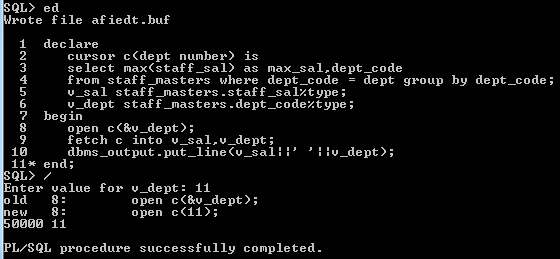 SQL> ed
Wrote file afiedt.buf
  1  declare
  2     cursor c(dept number) is
  3     select max(staff_sal) as max_sal,dept_code
  4     from staff_masters where dept_code = dept group by dept_code;
  5     v_sal staff_masters.staff_sal%type;
  6     v_dept staff_masters.dept_code%type;
  7  begin
  8     open c(&v_dept);
  9     fetch c into v_sal,v_dept;
 10     dbms_output.put_line(v_sal||' '||v_dept);
 11* end;
SQL> /
Enter value for v_dept: 11
old   8:        open c(&v_dept);
new   8:        open c(11);
50000 11
PL/SQL procedure successfully completed.